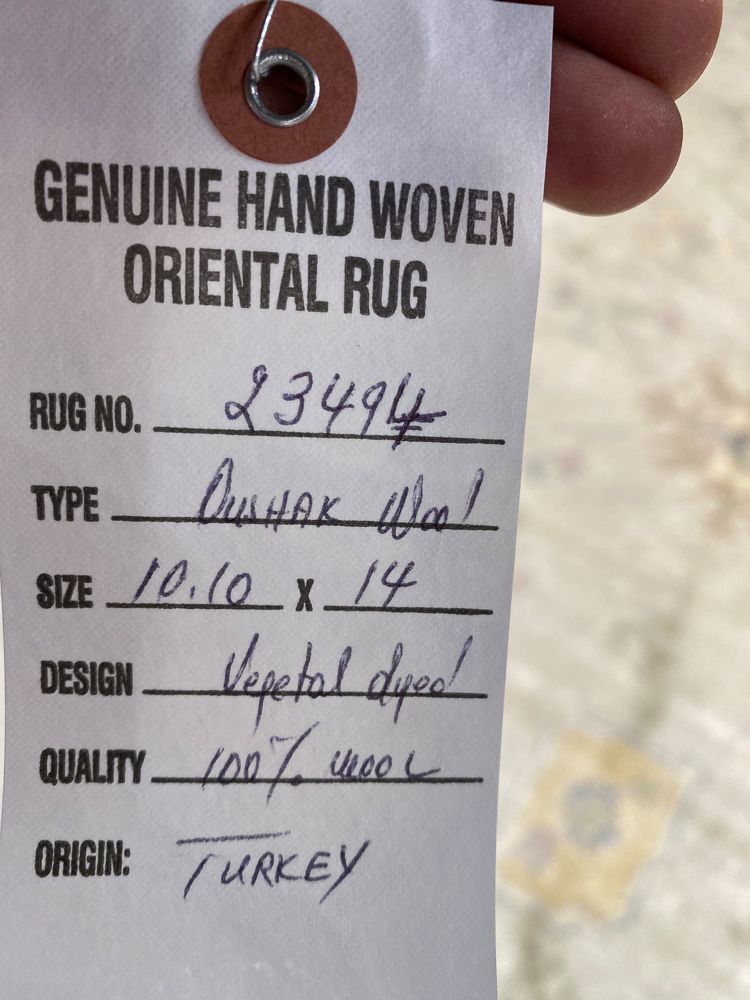 GENUINE HAND WOVEN
ORIENTAL RUG
RUG NO. 23494
TYPE OUSHAK Wool
SIZE 10.10 X 14
DESIGN Vegetal dyed
QUALITY 100% wool
ORIGIN: TURKEY